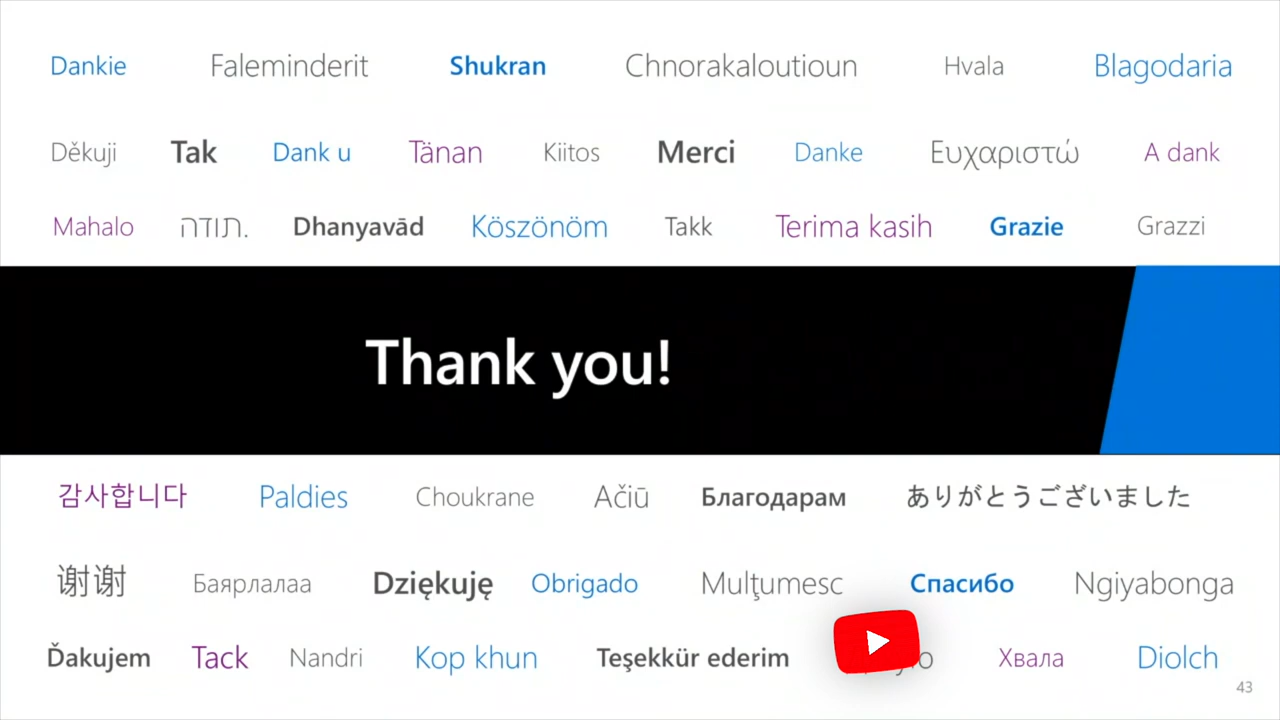 Dankie Faleminderit Shukran Chnorakaloutioun Hvala Blagodaria
Děkuji Tak Dank u Tänan Kiitos Merci Danke Ευχαριστώ A dank
Mahalo תודה. Dhanyavād Köszönöm Takk Terima kasih Grazie Grazzi
Thank you!
감사합니다 Paldies Choukrane Ačiū Благодарам ありがとうございました
谢谢 Баярлалаа Dziękuję Obrigado Mulţumesc Спасибо Ngiyabonga
Ďakujem Tack Nandri Kop khun Teşekkür ederim Хвала Diolch
43